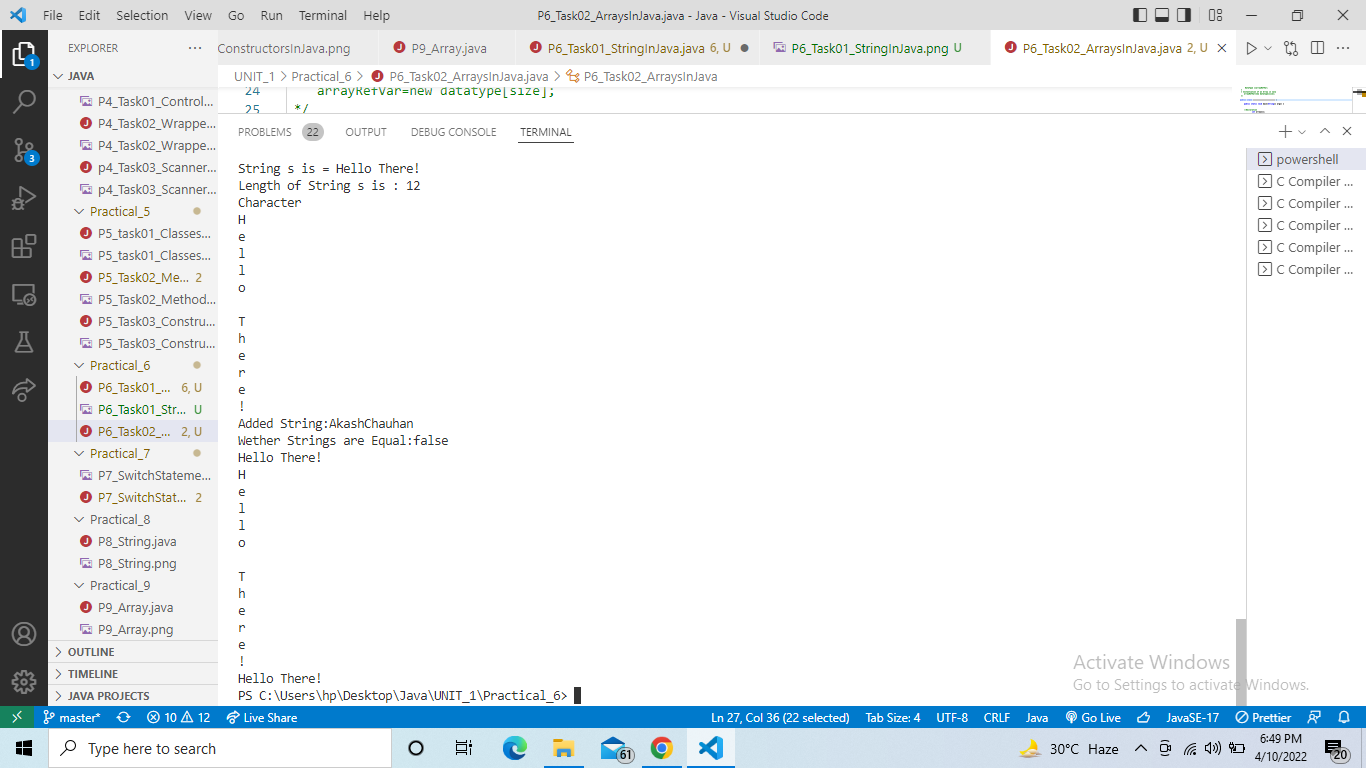 File Edit Selection View Go Run Terminal Help P6_Task02_ArraysInJava.java - Java - Visual Studio Code
EXPLORER ···
JAVA
P4_Task01_Control...
P4_Task02_Wrappe...
P4_Task02_Wrappe...
p4_Task03_Scanner...
p4_Task03_Scanner...
Practical_5
P5_task01_Classes...
P5_task01_Classes...
P5_Task02_Me... 2
P5_Task02_Method...
P5_Task03_Constru...
P5_Task03_Constru...
Practical_6
P6_Task01_... 6, U
P6_Task01_Str... U
P6_Task02_... 2, U
Practical_7
P7_SwitchStateme...
P7_SwitchStat... 2
Practical_8
P8_String.java
P8_String.png
Practical_9
P9_Array.java
P9_Array.png
OUTLINE
TIMELINE
JAVA PROJECTS
1
3
ConstructorsInJava.png P9_Array.java P6_Task01_StringInJava.java 6, U P6_Task01_StringInJava.png U P6_Task02_ArraysInJava.java 2, U
UNIT_1 > Practical_6 > P6_Task02_ArraysInJava.java > P6_Task02_ArraysInJava
24 arrayRefVar=new datatype[size];
25 */
PROBLEMS 22 OUTPUT DEBUG CONSOLE TERMINAL
String s is = Hello There!
Length of String s is : 12
Character
H
e
l
l
o
T
h
e
r
e
!
Added String:AkashChauhan
Wether Strings are Equal:false
Hello There!
H
e
l
l
o
T
h
e
r
e
!
Hello There!
PS C:\Users\hp\Desktop\Java\UNIT_1\Practical_6>
powershell
C Compiler ...
C Compiler ...
C Compiler ...
C Compiler ...
C Compiler ...
Activate Windows
Go to Settings to activate Windows.
master* 10 12 Live Share Ln 27, Col 36 (22 selected) Tab Size: 4 UTF-8 CRLF Java Go Live JavaSE-17 Prettier
Type here to search 61 30°C Haze 6:49 PM
4/10/2022 20